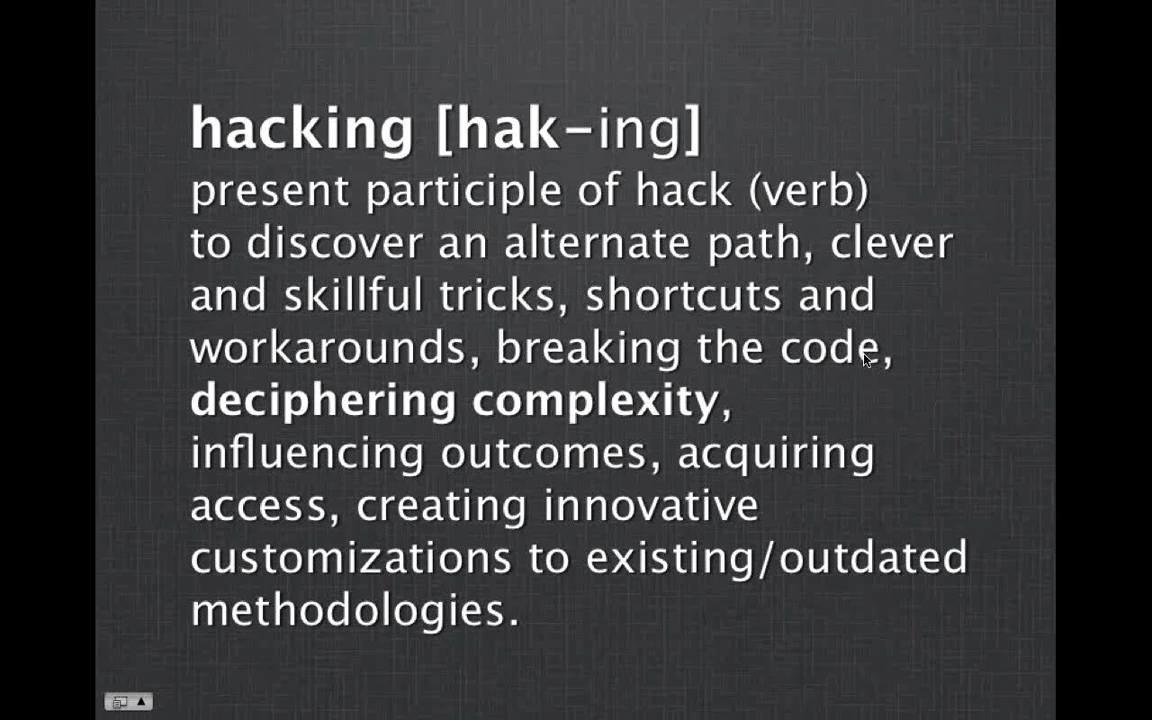 hacking [hak-ing]
present participle of hack (verb)
to discover an alternate path, clever
and skillful tricks, shortcuts and
workarounds, breaking the code,
deciphering complexity,
influencing outcomes, acquiring
access, creating innovative
customizations to existing/outdated
methodologies.